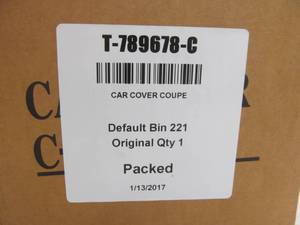 T-789678-C
CAR COVER COUPE
Default Bin 221
Original Qty 1
Packed
1/13/2017